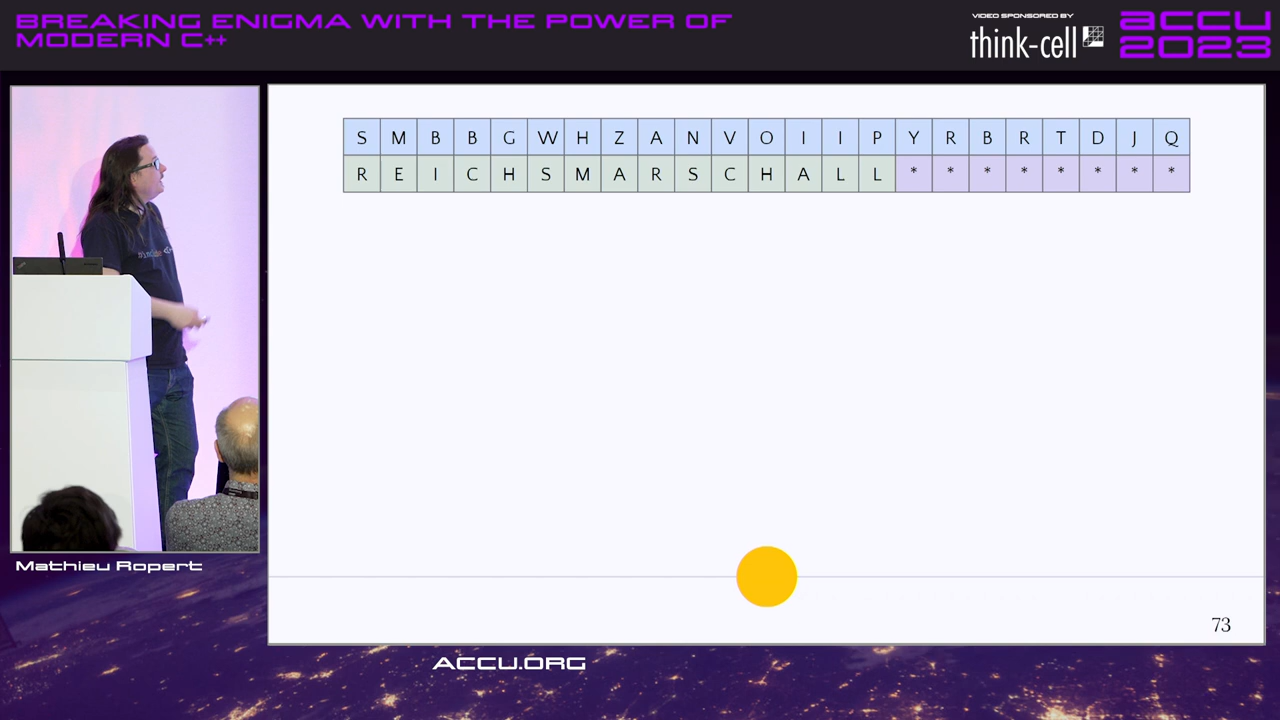 BREAKING ENIGMA WITH THE POWER OF
MODERN C++
VIDEO SPONSORED BY
think-cell
ACCU
2023
S M B B G W H Z A N V O I I P Y R B R T D J Q
R E I C H S M A R S C H A L L * * * * * * * *
73
Mathieu Ropert
ACCU.ORG